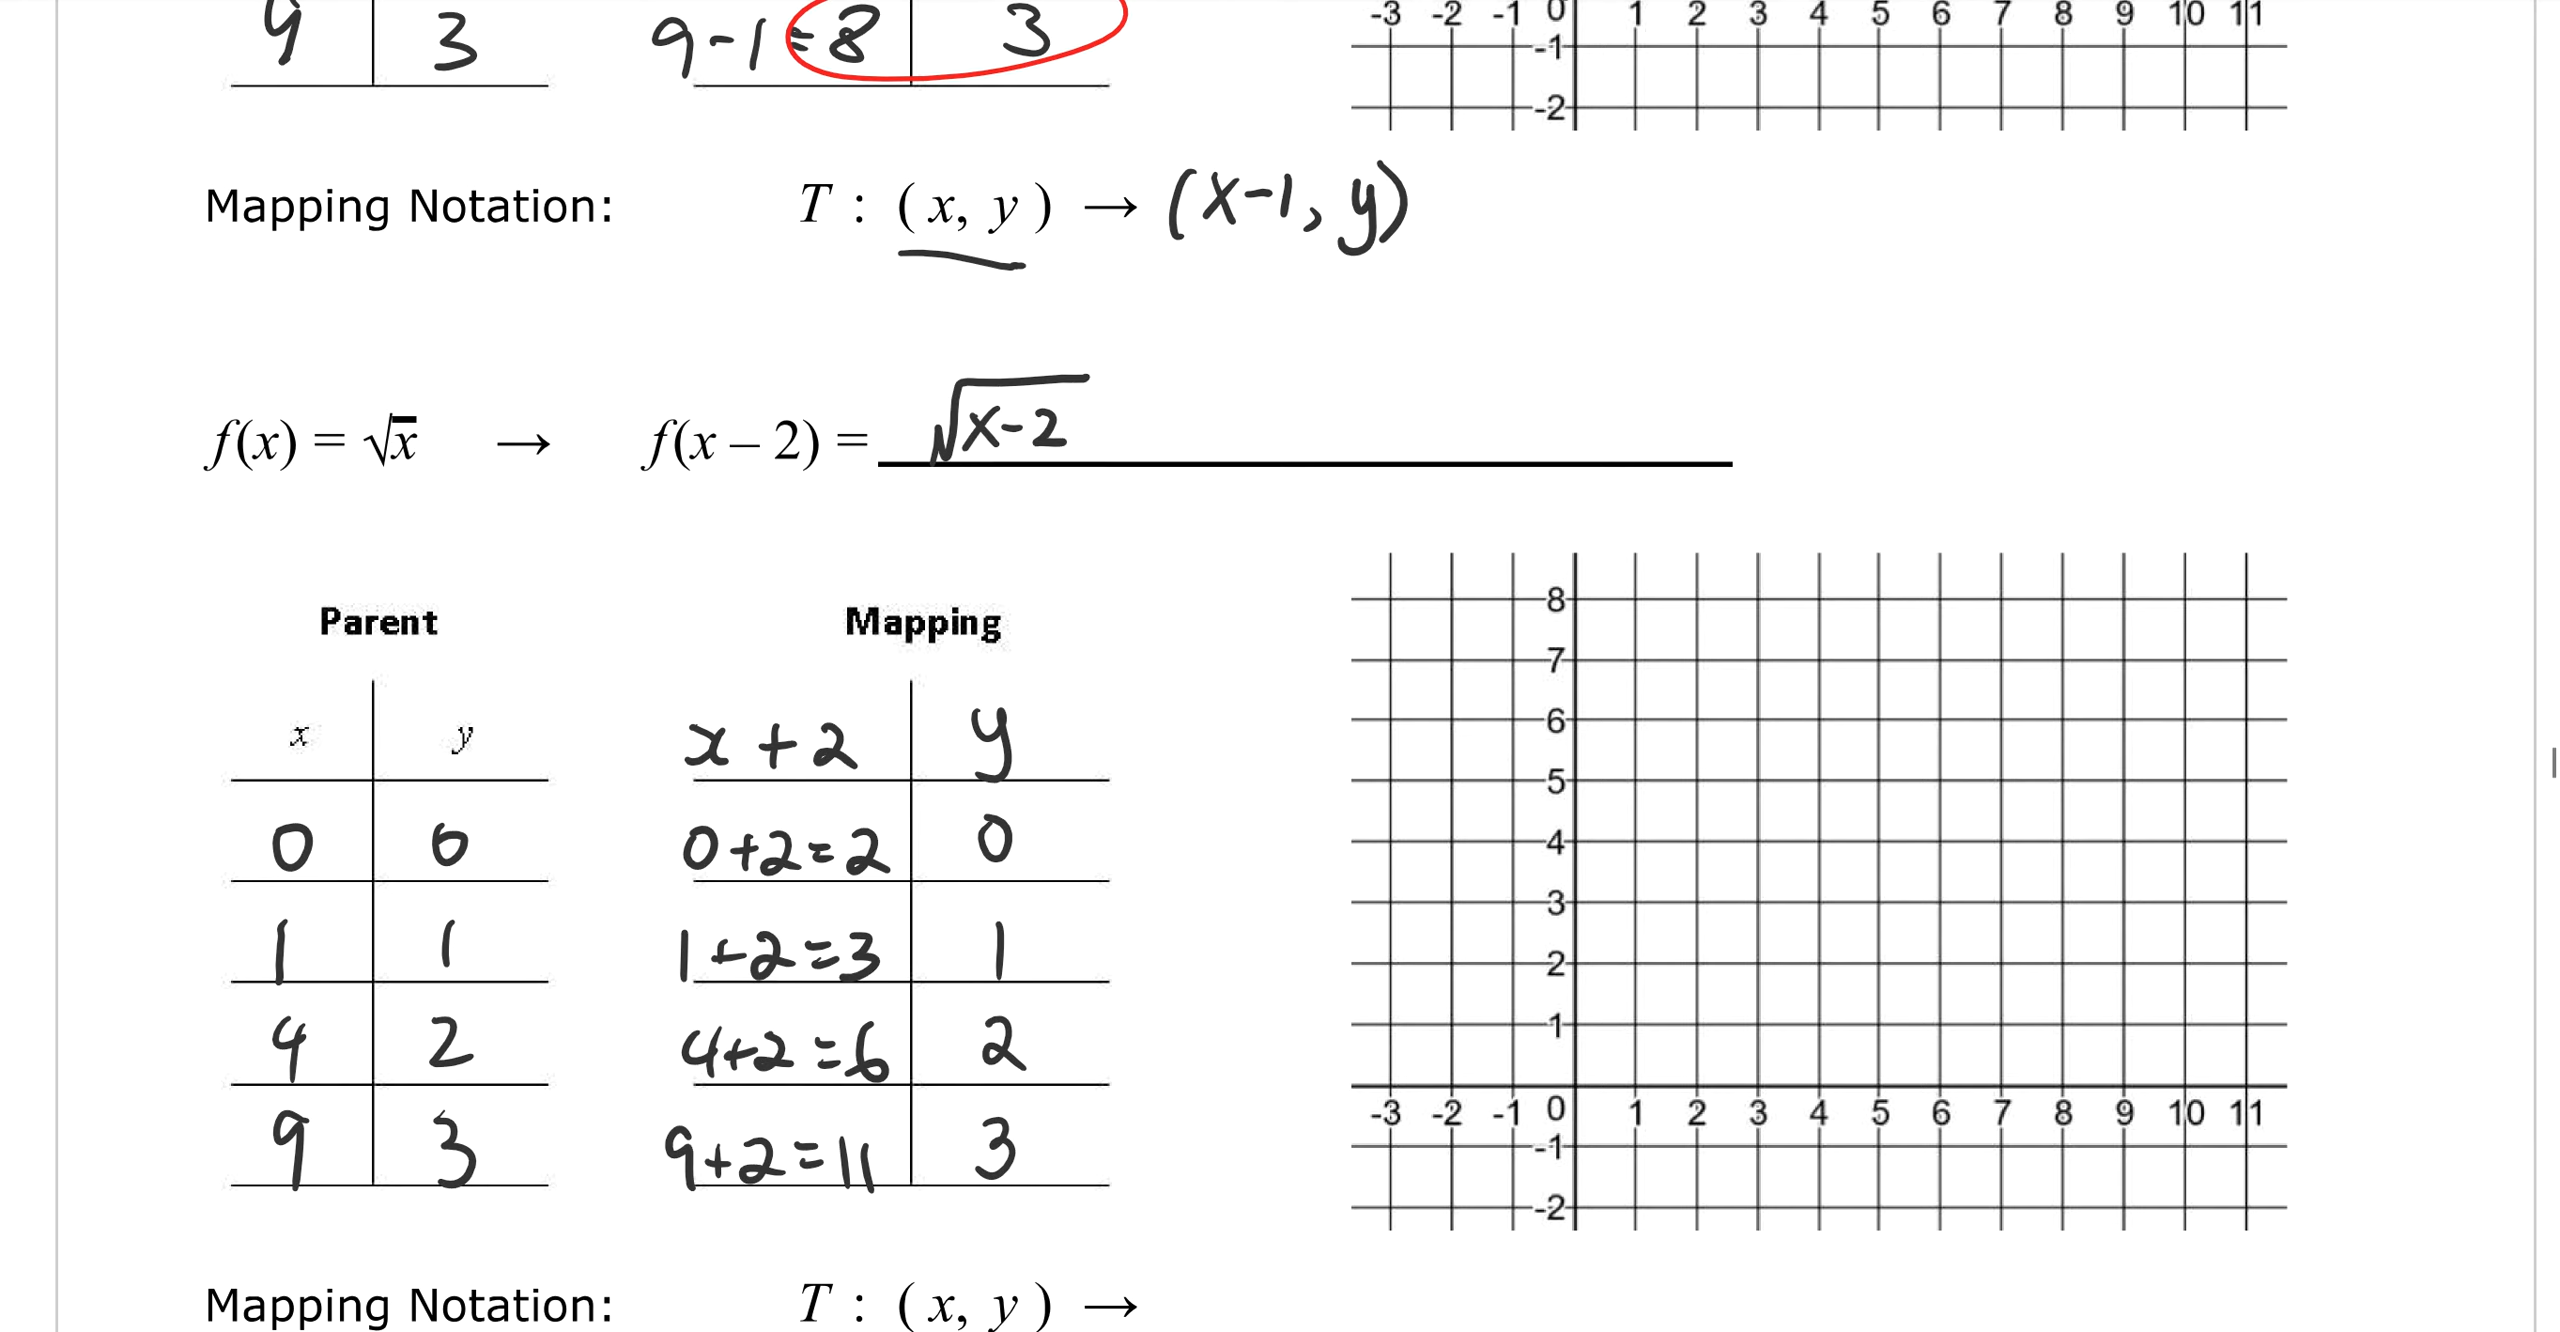 9 3 9-1=8 3
-3 -2 -1 0 1 2 3 4 5 6 7 8 9 10 11
-1
-2
Mapping Notation: T : ( x, y ) → (x-1, y)
f(x) = √x → f(x – 2) = √x-2
Parent Mapping
x y x+2 y
0 0 0+2=2 0
1 1 1+2=3 1
4 2 4+2=6 2
9 3 9+2=11 3
8
7
6
5
4
3
2
1
-3 -2 -1 0 1 2 3 4 5 6 7 8 9 10 11
-1
-2
Mapping Notation: T : ( x, y ) →